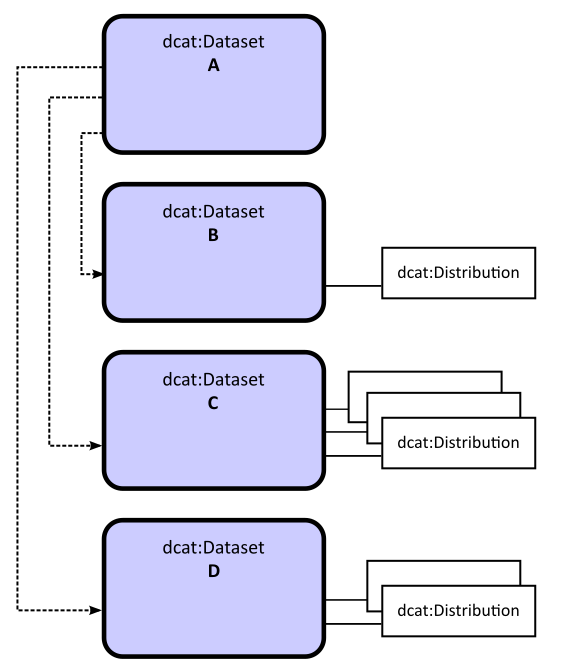 dcat:Dataset
A
dcat:Dataset
B
dcat:Distribution
dcat:Dataset
C
dcat:Distribution
dcat:Dataset
D
dcat:Distribution